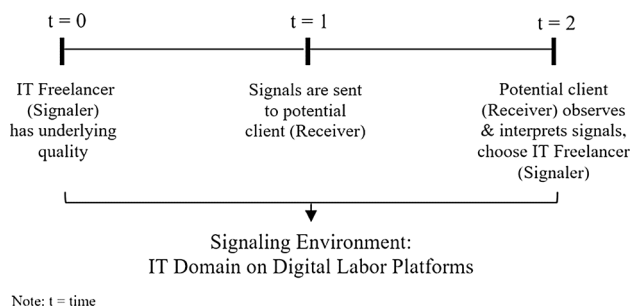 t = 0
t = 1
t = 2
IT Freelancer
(Signaler)
has underlying
quality
Signals are sent
to potential
client (Receiver)
Potential client
(Receiver) observes
& interprets signals,
choose IT Freelancer
(Signaler)
Signaling Environment:
IT Domain on Digital Labor Platforms
Note: t = time